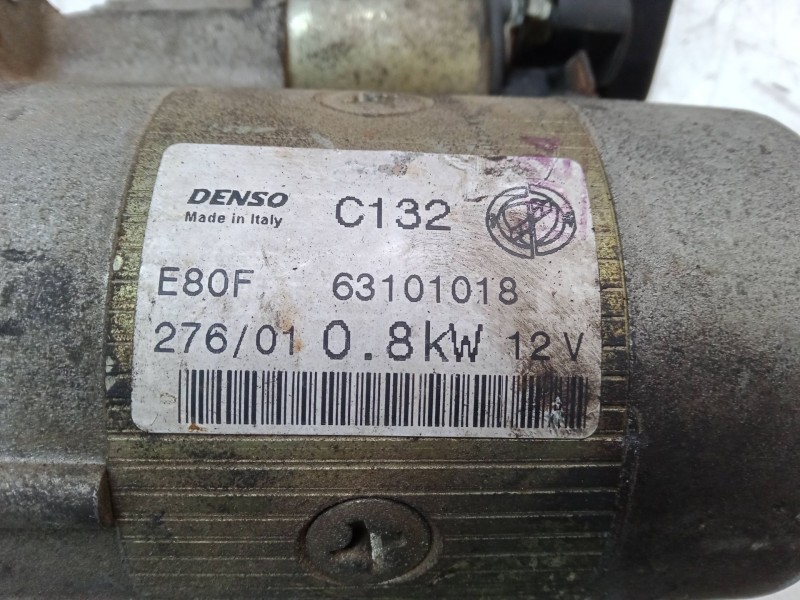 DENSO
Made in Italy
C132
E80F 63101018
276/01 0.8kW 12V